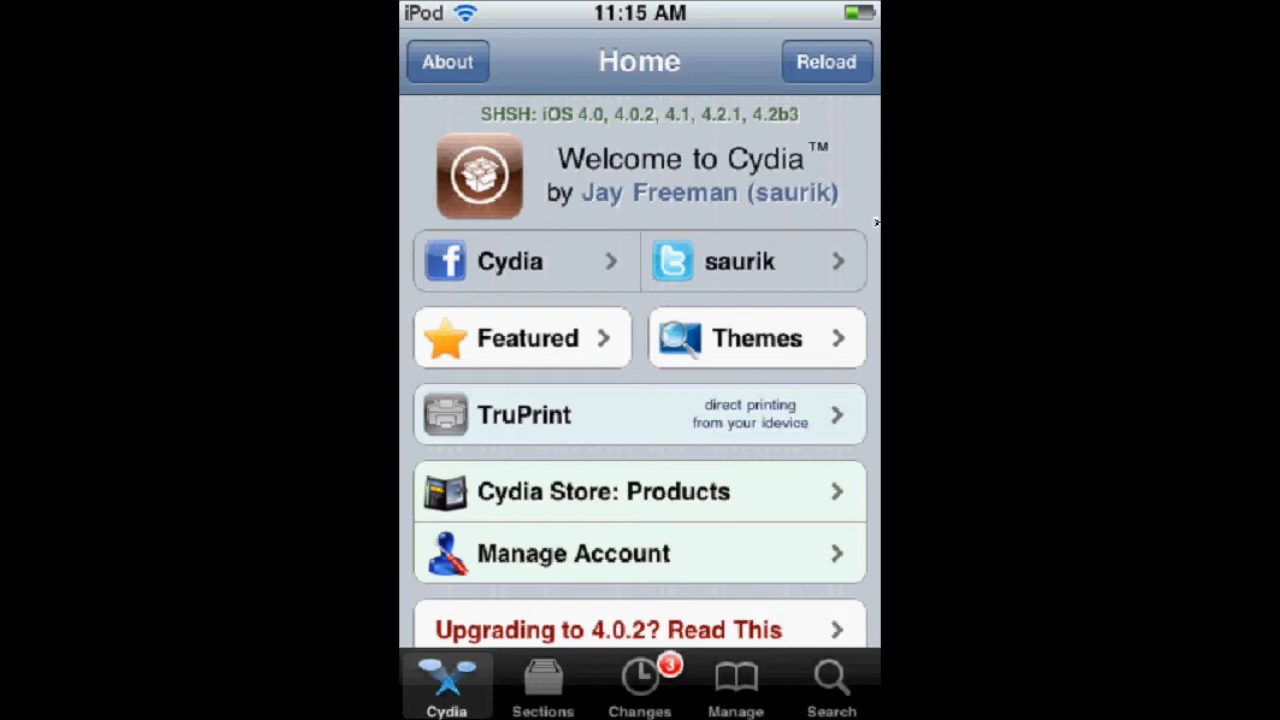 iPod 11:15 AM
About Home Reload
SHSH: iOS 4.0, 4.0.2, 4.1, 4.2.1, 4.2b3
Welcome to Cydia™
by Jay Freeman (saurik)
Cydia saurik
Featured Themes
TruPrint direct printing
from your idevice
Cydia Store: Products
Manage Account
Upgrading to 4.0.2? Read This
3
Cydia Sections Changes Manage Search